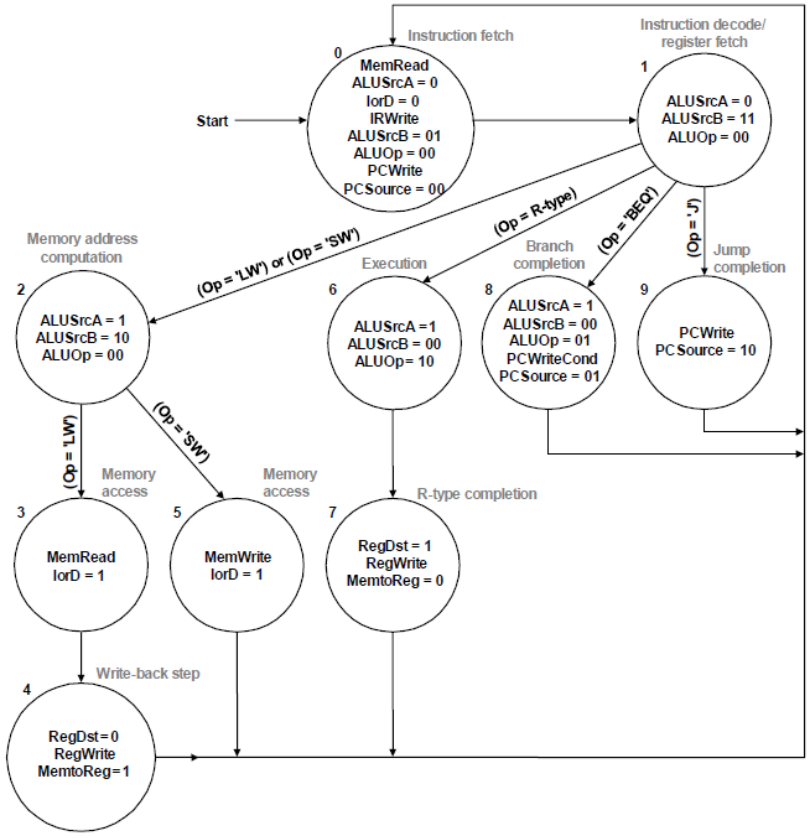 Instruction fetch
0
MemRead
ALUSrcA = 0
IorD = 0
IRWrite
ALUSrcB = 01
ALUOp = 00
PCWrite
PCSource = 00
Start
Instruction decode/
register fetch
1
ALUSrcA = 0
ALUSrcB = 11
ALUOp = 00
(Op = 'LW') or (Op = 'SW')
(Op = R-type)
(Op = 'BEQ')
(Op = 'J')
Memory address
computation
2
ALUSrcA = 1
ALUSrcB = 10
ALUOp = 00
Execution
6
ALUSrcA =1
ALUSrcB = 00
ALUOp= 10
Branch
completion
8
ALUSrcA = 1
ALUSrcB = 00
ALUOp = 01
PCWriteCond
PCSource = 01
Jump
completion
9
PCWrite
PCSource = 10
(Op = 'LW')
(Op = 'SW')
Memory
access
3
MemRead
IorD = 1
Memory
access
5
MemWrite
IorD = 1
R-type completion
7
RegDst = 1
RegWrite
MemtoReg = 0
Write-back step
4
RegDst=0
RegWrite
MemtoReg=1